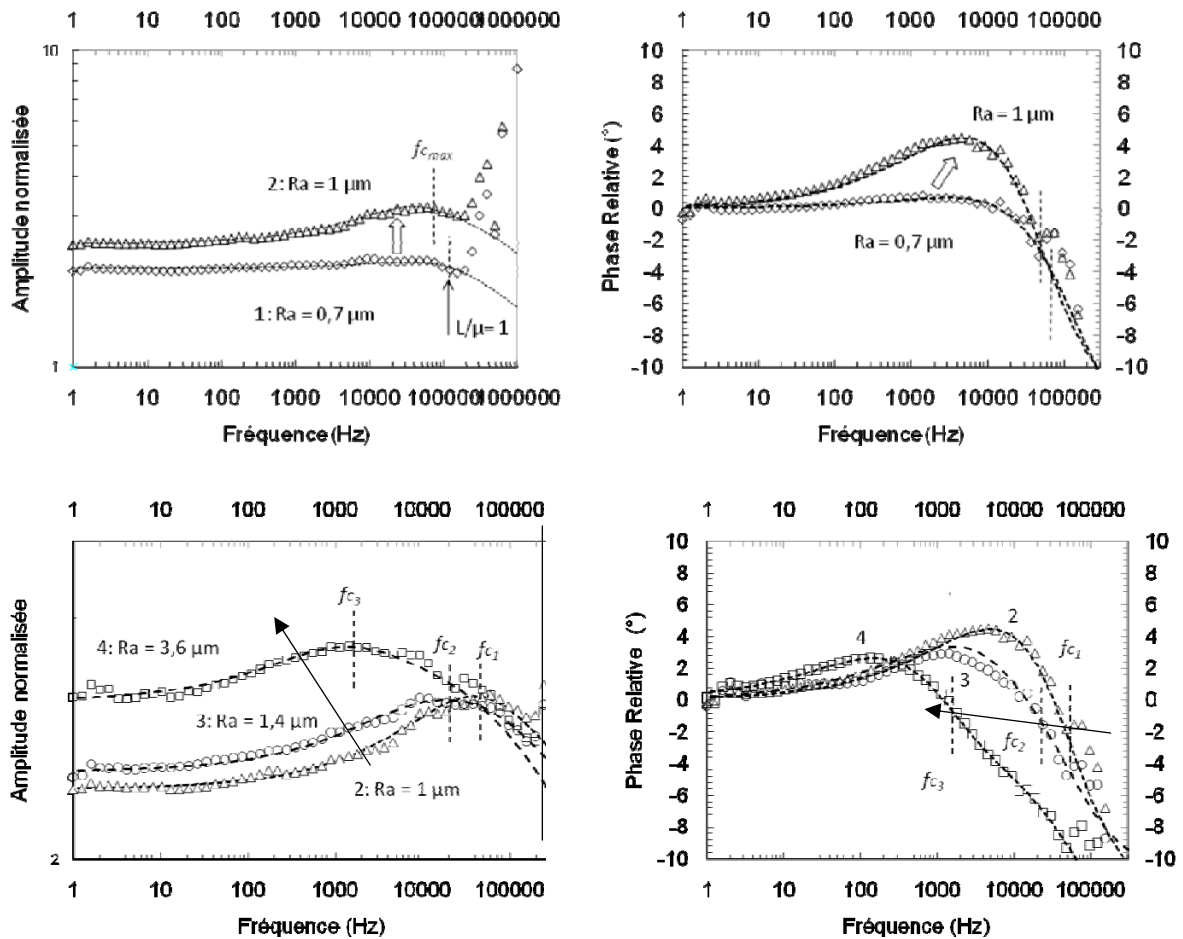 1 10 100 1000 10000 100000 1000000
10
Amplitude normalisée
fcmax
2: Ra = 1 µm
1: Ra = 0,7 µm
L/µ= 1
1
1 10 100 1000 10000 100000 1000000
Fréquence (Hz)
1 10 100 1000 10000 100000
10 10
8 8
6 6
4 4
2 2
0 0
-2 -2
-4 -4
-6 -6
-8 -8
-10 -10
Phase Relative (°)
Ra = 1 µm
Ra = 0,7 µm
1 10 100 1000 10000 100000
Fréquence (Hz)
1 10 100 1000 10000 100000
Amplitude normalisée
fc3
fc2
fc1
4: Ra = 3,6 µm
3: Ra = 1,4 µm
2: Ra = 1 µm
2
1 10 100 1000 10000 100000
Fréquence (Hz)
1 10 100 1000 10000 100000
10 10
8 8
6 6
4 4
2 2
0 0
-2 -2
-4 -4
-6 -6
-8 -8
-10 -10
Phase Relative (°)
4
2
3
fc1
fc2
fc3
1 10 100 1000 10000 100000
Fréquence (Hz)